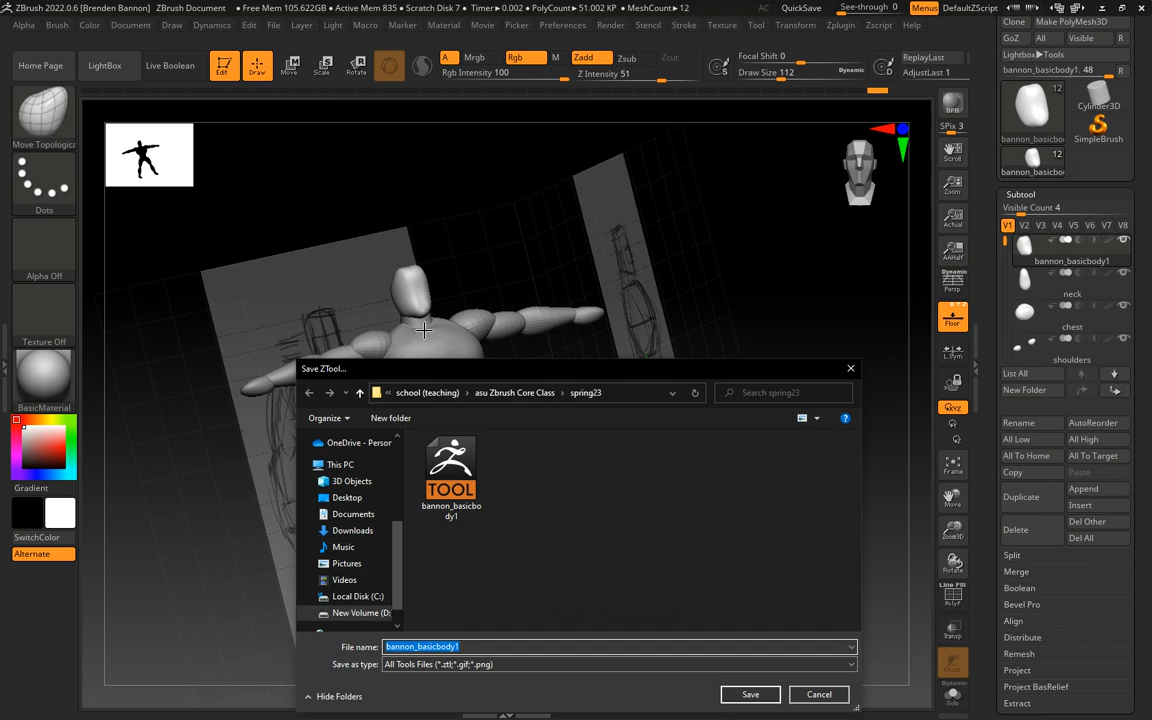 ZBrush 2022.0.6 [Brenden Bannon] ZBrush Document • Free Mem 105.622GB • Active Mem 835 • Scratch Disk 7 • Timer▶0.002 • PolyCount▶51.002 KP • MeshCount▶12 AC QuickSave See-through 0 Menus DefaultZScript
Alpha Brush Color Document Draw Dynamics Edit File Layer Light Macro Marker Material Movie Picker Preferences Render Stencil Stroke Texture Tool Transform Zplugin Zscript Help
Home Page LightBox Live Boolean
Edit Draw Move Scale Rotate
A Mrgb Rgb M Zadd Zsub Zcut
Rgb Intensity 100 Z Intensity 51
Focal Shift 0
Draw Size 112 Dynamic
S D
ReplayLast
AdjustLast 1
Move Topologica
Dots
Alpha Off
Texture Off
BasicMaterial
Gradient
SwitchColor
Alternate
Save ZTool...
« school (teaching) › asu Zbrush Core Class › spring23
Search spring23
Organize New folder
OneDrive - Person
This PC
3D Objects
Desktop
Documents
Downloads
Music
Pictures
Videos
Local Disk (C:)
New Volume (D:
TOOL
bannon_basicbo
dy1
File name: bannon_basicbody1
Save as type: All Tools Files (*.ztl;*.gif;*.png)
Hide Folders Save Cancel
BPR
SPix 3
Scroll
Zoom
Actual
AAHalf
Dynamic
Persp
Floor
L.Sym
XYZ
Frame
Move
Zoom3D
Rotate
Line Fill
PolyF
Transp
Ghost
Dynamic
Solo
Clone Make PolyMesh3D
GoZ All Visible R
Lightbox▶Tools
bannon_basicbody1. 48 R
12
bannon_basicbo
Cylinder3D
SimpleBrush
12
bannon_basicbo
Subtool
Visible Count 4
V1 V2 V3 V4 V5 V6 V7 V8
bannon_basicbody1
neck
chest
shoulders
List All
New Folder
Rename AutoReorder
All Low All High
All To Home All To Target
Copy Paste
Duplicate Append
Insert
Delete Del Other
Del All
Split
Merge
Boolean
Bevel Pro
Align
Distribute
Remesh
Project
Project BasRelief
Extract